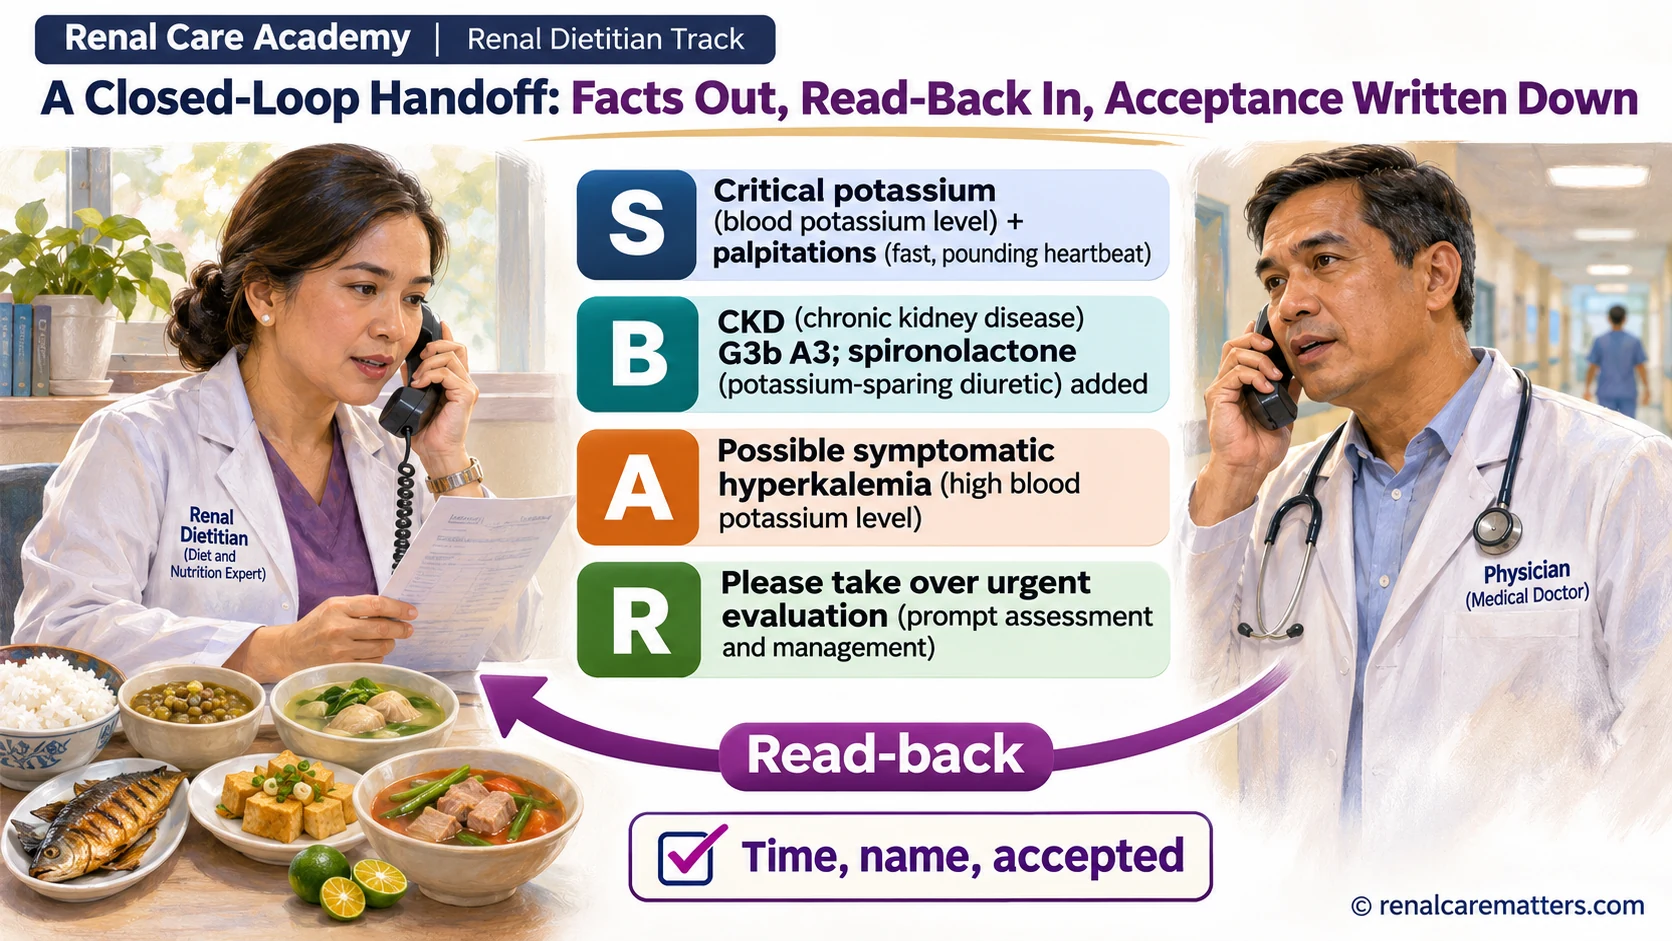 Renal Care Academy | Renal Dietitian Track
A Closed-Loop Handoff: Facts Out, Read-Back In, Acceptance Written Down
S
Critical potassium
(blood potassium level) +
palpitations (fast, pounding heartbeat)
B
CKD (chronic kidney disease)
G3b A3; spironolactone
(potassium-sparing diuretic) added
A
Possible symptomatic
hyperkalemia (high blood
potassium level)
R
Please take over urgent
evaluation (prompt assessment
and management)
Renal
Dietitian
(Diet and
Nutrition Expert)
Physician
(Medical Doctor)
Read-back
Time, name, accepted
© renalcarematters.com